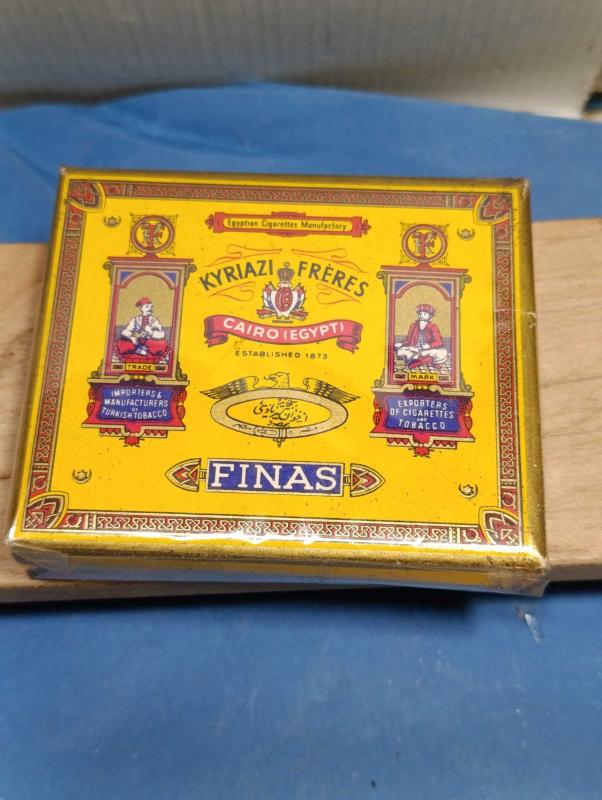 Egyptian Cigarettes Manufactory
KYRIAZI FRÈRES
CAIRO (EGYPT)
ESTABLISHED 1873
TRADE
MARK
IMPORTERS &
MANUFACTURERS
OF
TURKISH TOBACCO
EXPORTERS
OF CIGARETTES
AND
TOBACCO
FINAS